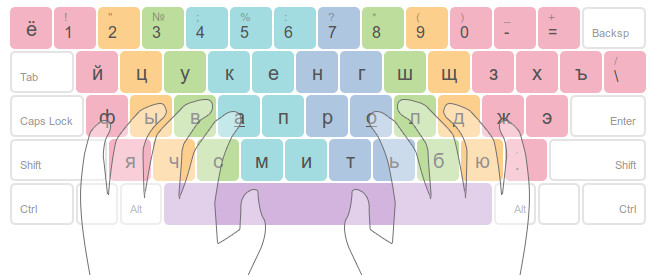 ё ! 1 " 2 № 3 ; 4 % 5 : 6 ? 7 * 8 ( 9 ) 0 _ - + = Backsp
Tab й ц у к е н г ш щ з х ъ / \
Caps Lock ф ы в а п р о л д ж э Enter
Shift я ч с м и т ь б ю , . Shift
Ctrl Alt Alt Ctrl